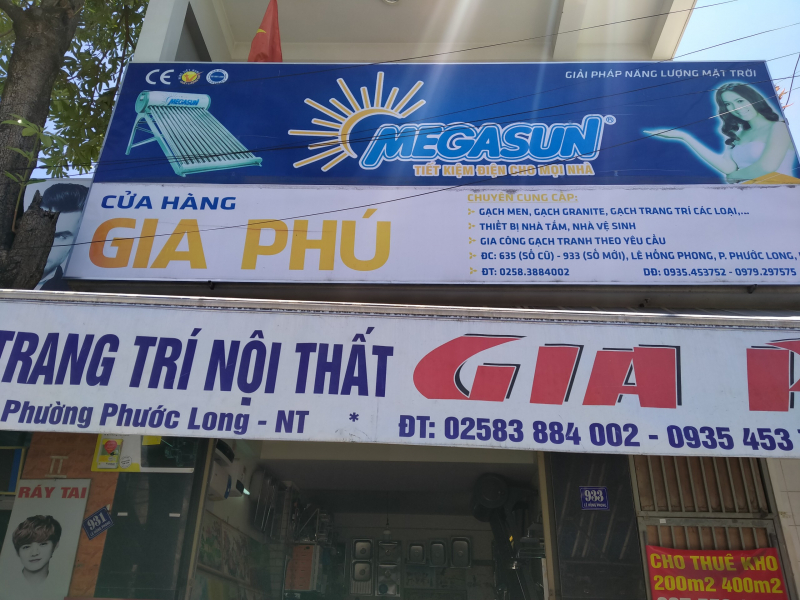 CE
GIẢI PHÁP NĂNG LƯỢNG MẶT TRỜI
MEGASUN
MEGASUN®
TIẾT KIỆM ĐIỆN CHO MỌI NHÀ
CỬA HÀNG
GIA PHÚ
CHUYÊN CUNG CẤP:
GẠCH MEN, GẠCH GRANITE, GẠCH TRANG TRÍ CÁC LOẠI,...
THIẾT BỊ NHÀ TẮM, NHÀ VỆ SINH
GIA CÔNG GẠCH TRANH THEO YÊU CẦU
ĐC: 635 (SỐ CŨ) - 933 (SỐ MỚI), LÊ HỒNG PHONG, P. PHƯỚC LONG,
ĐT: 0258.3884002 DĐ: 0935.453752 - 0979.297575
TRANG TRÍ NỘI THẤT GIA
Phường Phước Long - NT * ĐT: 02583 884 002 - 0935 453
RÁY TAI
931
933
LÊ HỒNG PHONG
CHO THUÊ KHO
200m2 400m2